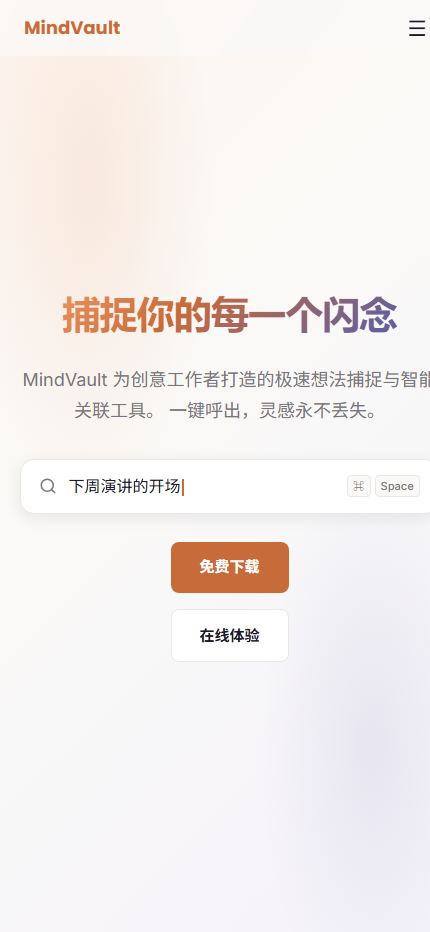 MindVault
捕捉你的每一个闪念
MindVault 为创意工作者打造的极速想法捕捉与智能
关联工具。 一键呼出，灵感永不丢失。
下周演讲的开场
⌘ Space
免费下载
在线体验